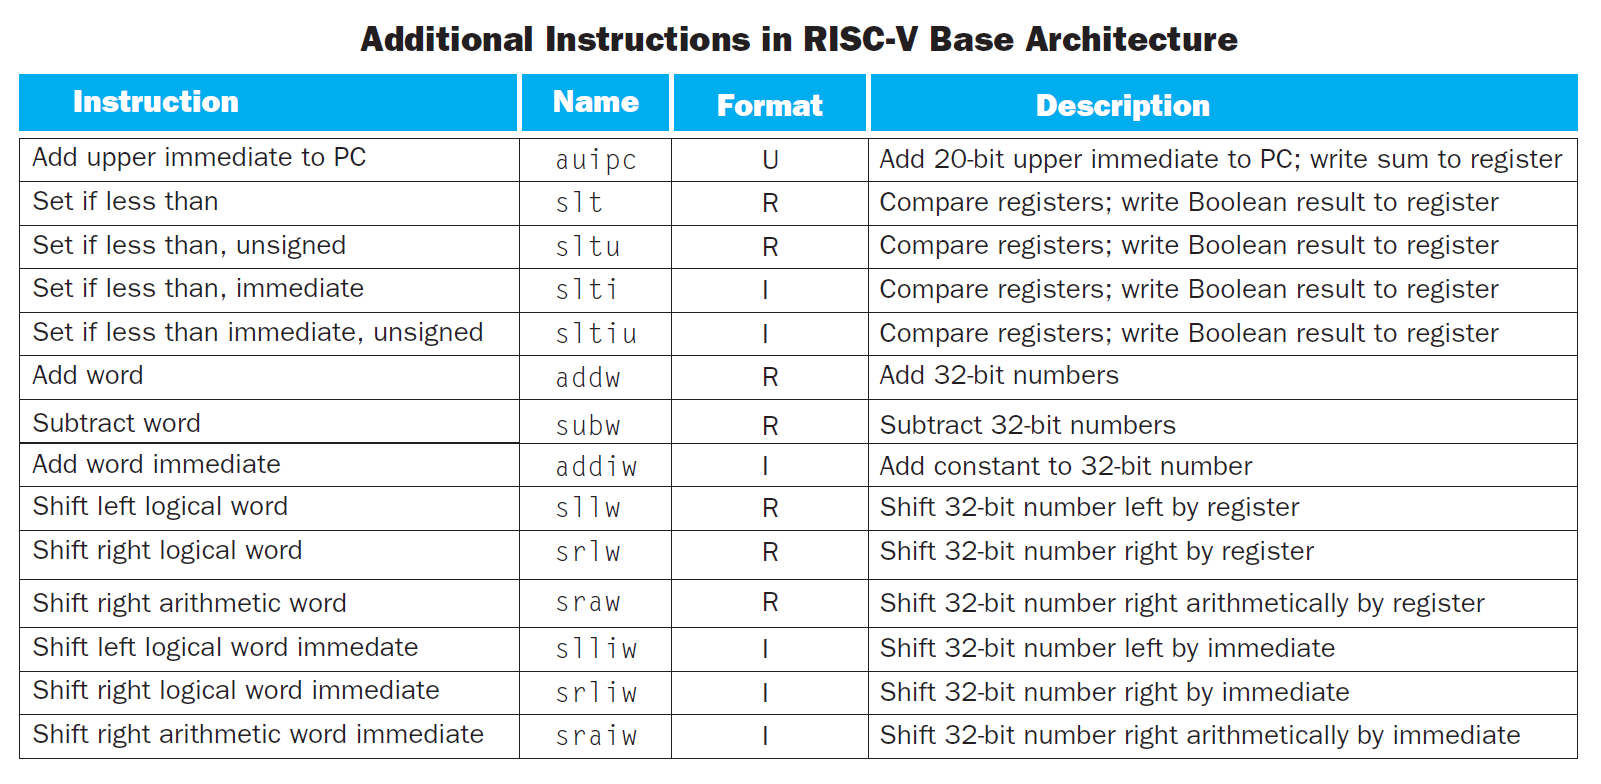 Additional Instructions in RISC-V Base Architecture
Instruction Name Format Description
Add upper immediate to PC auipc U Add 20-bit upper immediate to PC; write sum to register
Set if less than slt R Compare registers; write Boolean result to register
Set if less than, unsigned sltu R Compare registers; write Boolean result to register
Set if less than, immediate slti I Compare registers; write Boolean result to register
Set if less than immediate, unsigned sltiu I Compare registers; write Boolean result to register
Add word addw R Add 32-bit numbers
Subtract word subw R Subtract 32-bit numbers
Add word immediate addiw I Add constant to 32-bit number
Shift left logical word sllw R Shift 32-bit number left by register
Shift right logical word srlw R Shift 32-bit number right by register
Shift right arithmetic word sraw R Shift 32-bit number right arithmetically by register
Shift left logical word immedate slliw I Shift 32-bit number left by immediate
Shift right logical word immediate srliw I Shift 32-bit number right by immediate
Shift right arithmetic word immediate sraiw I Shift 32-bit number right arithmetically by immediate